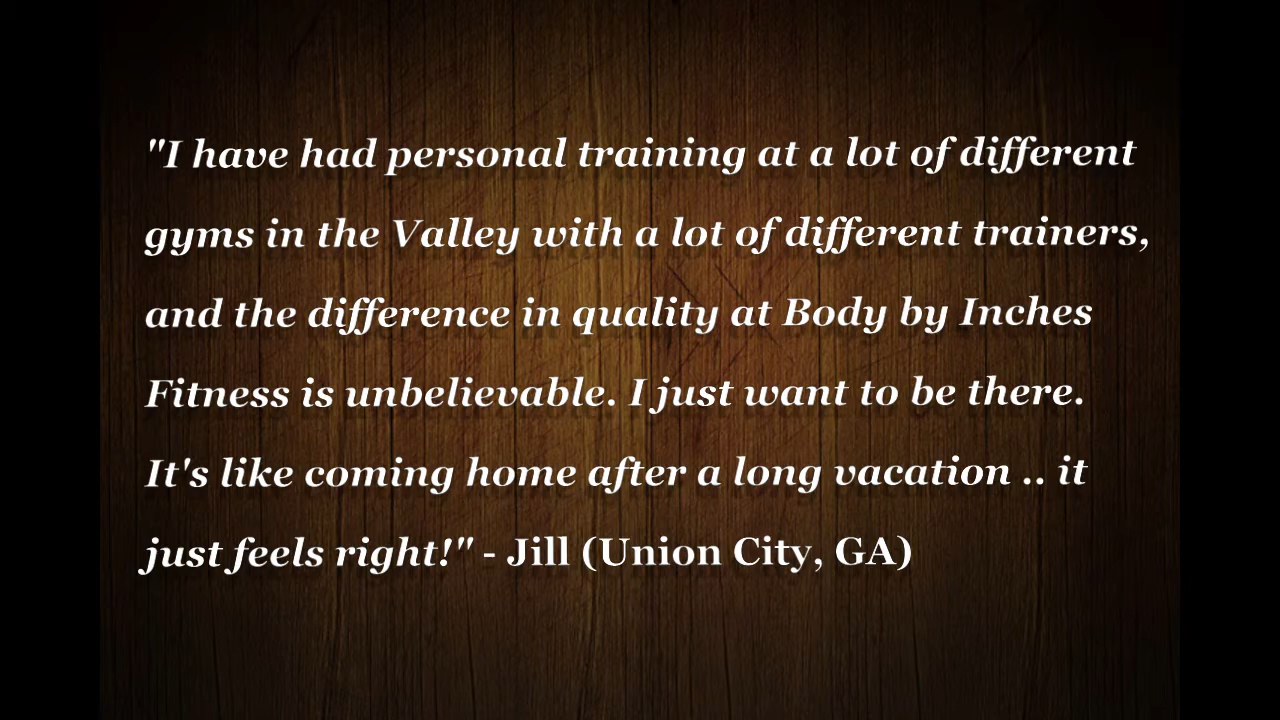 "I have had personal training at a lot of different
gyms in the Valley with a lot of different trainers,
and the difference in quality at Body by Inches
Fitness is unbelievable. I just want to be there.
It's like coming home after a long vacation .. it
just feels right!" - Jill (Union City, GA)